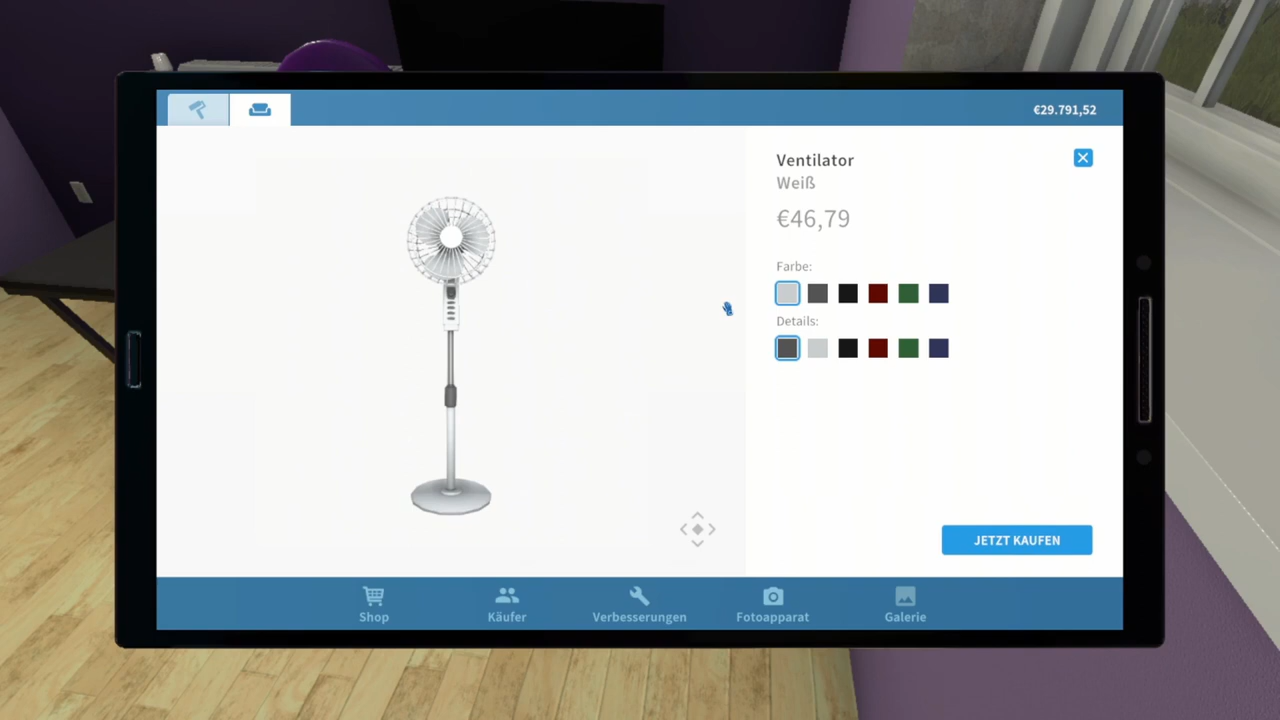 €29.791,52
Ventilator
Weiß
€46,79
Farbe:
Details:
JETZT KAUFEN
Shop
Käufer
Verbesserungen
Fotoapparat
Galerie